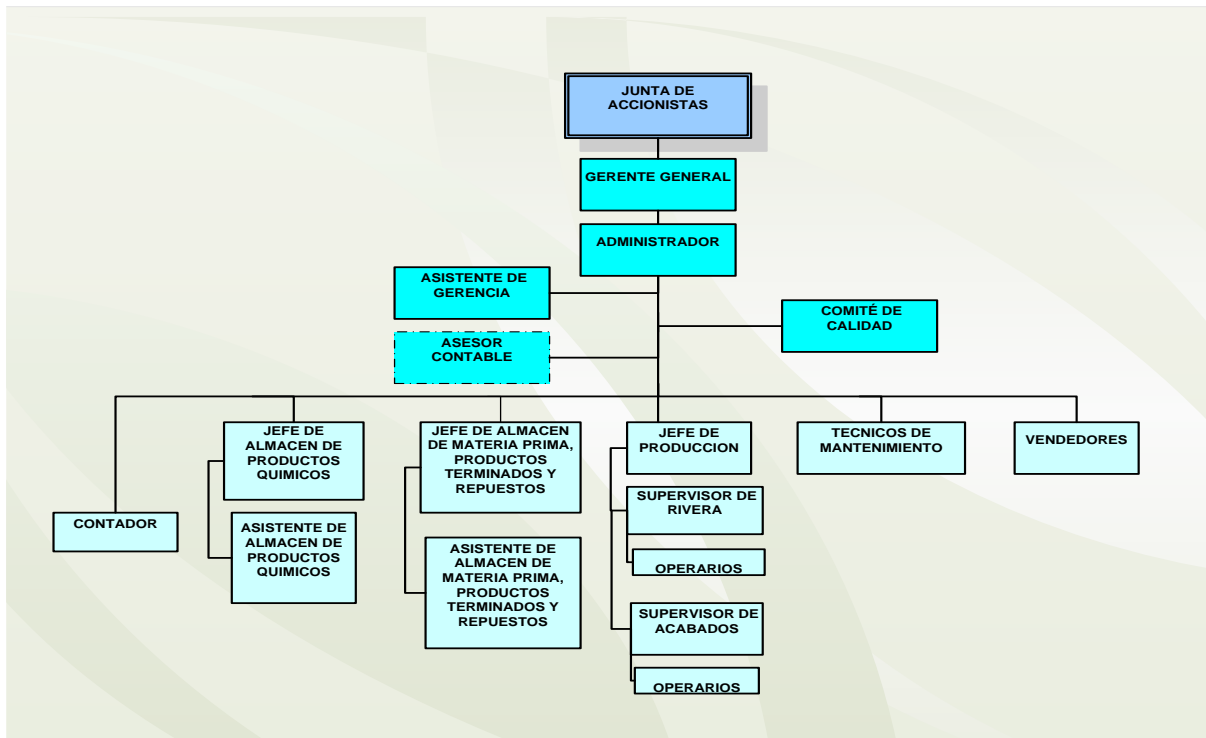 JUNTA DE
ACCIONISTAS
GERENTE GENERAL
ADMINISTRADOR
ASISTENTE DE
GERENCIA
COMITÉ DE
CALIDAD
ASESOR
CONTABLE
CONTADOR
JEFE DE
ALMACEN DE
PRODUCTOS
QUIMICOS
ASISTENTE DE
ALMACEN DE
PRODUCTOS
QUIMICOS
JEFE DE ALMACEN
DE MATERIA PRIMA,
PRODUCTOS
TERMINADOS Y
REPUESTOS
ASISTENTE DE
ALMACEN DE
MATERIA PRIMA,
PRODUCTOS
TERMINADOS Y
REPUESTOS
JEFE DE
PRODUCCION
SUPERVISOR DE
RIVERA
OPERARIOS
SUPERVISOR DE
ACABADOS
OPERARIOS
TECNICOS DE
MANTENIMIENTO
VENDEDORES